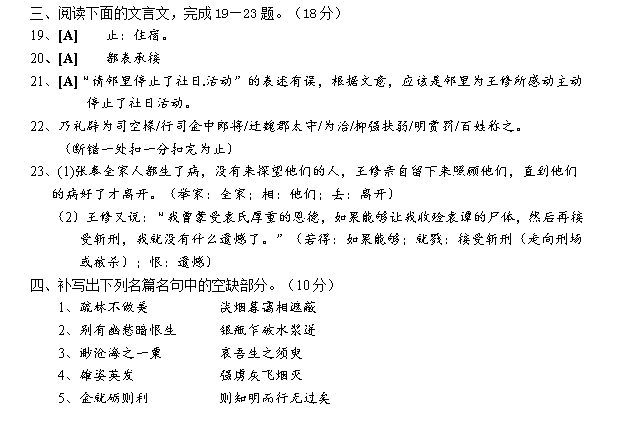 三、阅读下面的文言文，完成19—23题。（18分）
19、[A] 止：住宿。
20、[A] 都表承接
21、[A]“请邻里停止了社日活动”的表述有误，根据文意，应该是邻里为王修所感动主动
停止了社日活动。
22、乃礼辟为司空掾/行司金中郎将/迁魏郡太守/为治/抑强扶弱/明赏罚/百姓称之。
（断错一处扣一分扣完为止）
23、(1)张奉全家人都生了病，没有来探望他们的人，王修亲自留下来照顾他们，直到他们
的病好了才离开。（举家：全家；相：他们；去：离开）
（2）王修又说：“我曾蒙受袁氏厚重的恩德，如果能够让我收殓袁谭的尸体，然后再接
受斩刑，我就没有什么遗憾了。”（若得：如果能够；就戮：接受斩刑（走向刑场
或被杀）；恨：遗憾）
四、补写出下列名篇名句中的空缺部分。（10分）
1、疏林不做美 淡烟暮霭相遮蔽
2、别有幽愁暗恨生 银瓶乍破水浆迸
3、渺沧海之一粟 哀吾生之须臾
4、雄姿英发 强虏灰飞烟灭
5、金就砺则利 则知明而行无过矣